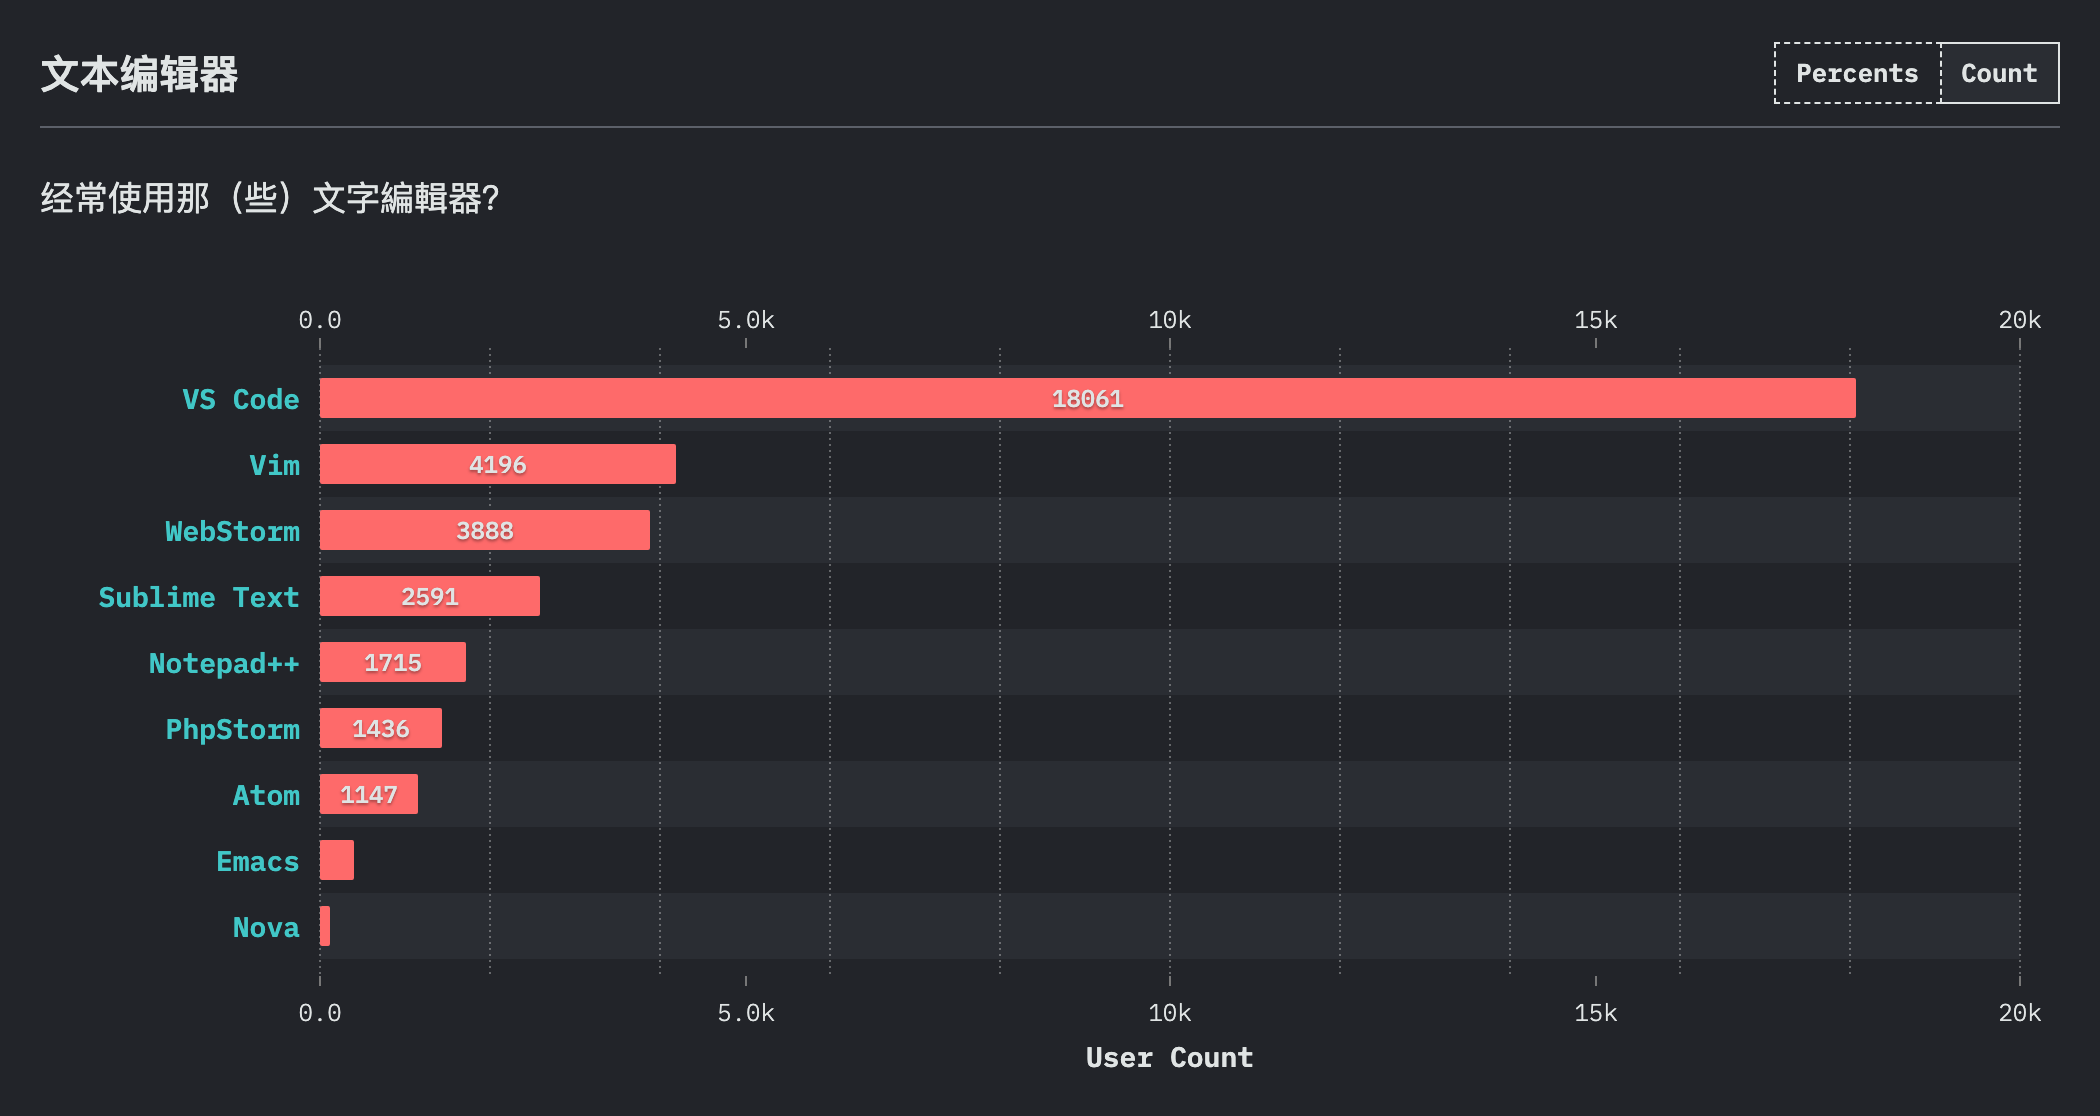 文本编辑器
Percents Count
经常使用那（些）文字編輯器？
0.0 5.0k 10k 15k 20k
VS Code 18061
Vim 4196
WebStorm 3888
Sublime Text 2591
Notepad++ 1715
PhpStorm 1436
Atom 1147
Emacs
Nova
0.0 5.0k 10k 15k 20k
User Count